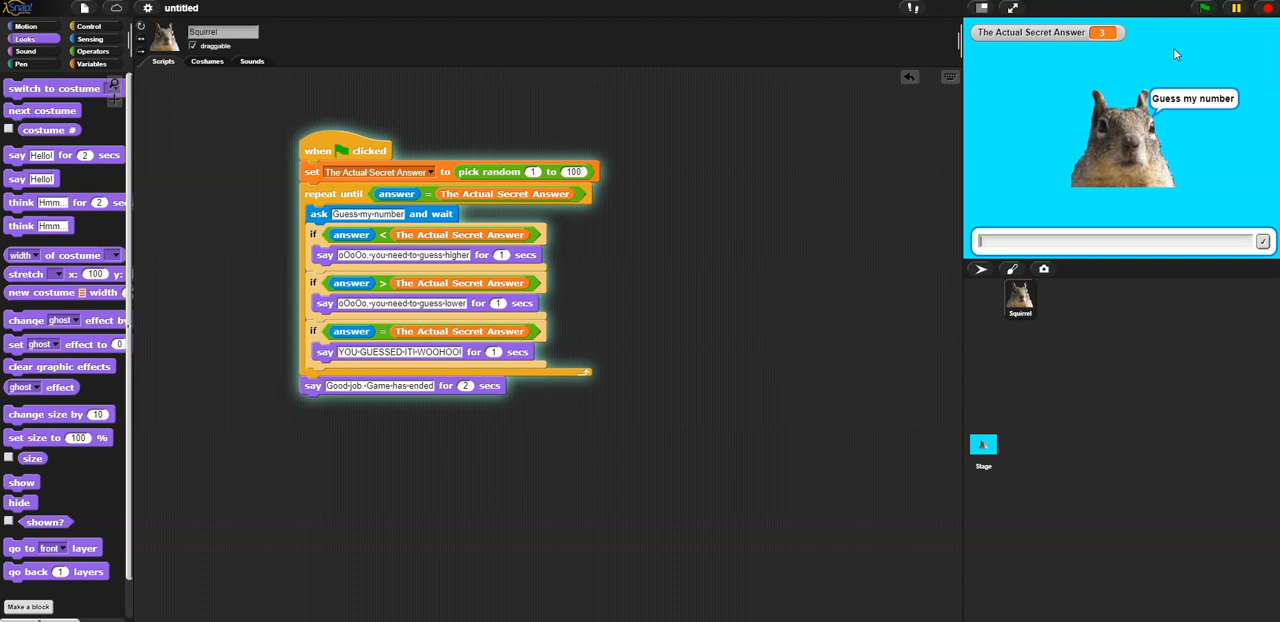 Snap!
untitled
Motion Control
Looks Sensing
Sound Operators
Pen Variables
switch to costume
next costume
costume #
say Hello! for 2 secs
say Hello!
think Hmm... for 2 sec
think Hmm...
width of costume
stretch x: 100 y:
new costume width
change ghost effect by
set ghost effect to 0
clear graphic effects
ghost effect
change size by 10
set size to 100 %
size
show
hide
shown?
go to front layer
go back 1 layers
Make a block
Squirrel
draggable
Scripts Costumes Sounds
when clicked
set The Actual Secret Answer to pick random 1 to 100
repeat until answer = The Actual Secret Answer
ask Guess·my·number and wait
if answer < The Actual Secret Answer
say oOoOo,·you·need·to·guess·higher for 1 secs
if answer > The Actual Secret Answer
say oOoOo,·you·need·to·guess·lower for 1 secs
if answer = The Actual Secret Answer
say YOU·GUESSED·IT!·WOOHOO! for 1 secs
say Good·job.·Game·has·ended for 2 secs
The Actual Secret Answer 3
Guess my number
Squirrel
Stage